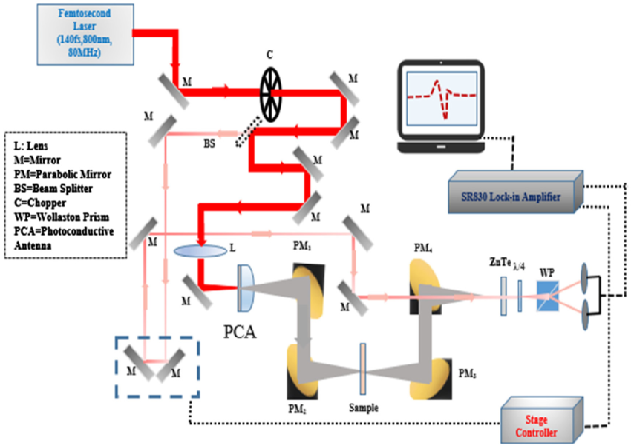 Femtosecond
Laser
(140fs,800nm,
80MHz)
C
M
M
M
M
BS
M
L: Lens
M=Mirror
PM=Parabolic Mirror
BS=Beam Splitter
C=Chopper
WP=Wollaston Prism
PCA=Photoconductive
Antenna
SR830 Lock-in Amplifier
M
M
M
L
PM₁
PM₄
ZnTe
λ/4
WP
M
M
PCA
M
M
PM₂
Sample
PM₃
Stage
Controller